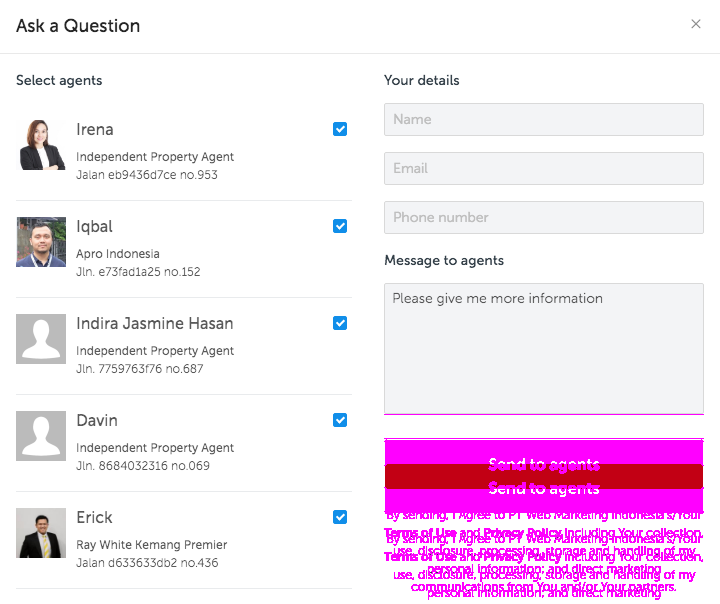 Ask a Question
×
Select agents
Irena
Independent Property Agent
Jalan eb9436d7ce no.953
Iqbal
Apro Indonesia
Jln. e73fad1a25 no.152
Indira Jasmine Hasan
Independent Property Agent
Jln. 7759763f76 no.687
Davin
Independent Property Agent
Jln. 8684032316 no.069
Erick
Ray White Kemang Premier
Jalan d633633db2 no.436
Your details
Name
Email
Phone number
Message to agents
Please give me more information
Send to agents
Send to agents
By sending, I Agree to PT Web Marketing Indonesia's/Your
Terms of Use and Privacy Policy including Your collection,
By sending, I Agree to PT Web Marketing Indonesia's/Your
use, disclosure, processing, storage and handling of my
Terms of Use and Privacy Policy including Your collection,
personal information; and direct marketing
use, disclosure, processing, storage and handling of my
communications from You and/or Your partners.
personal information; and direct marketing